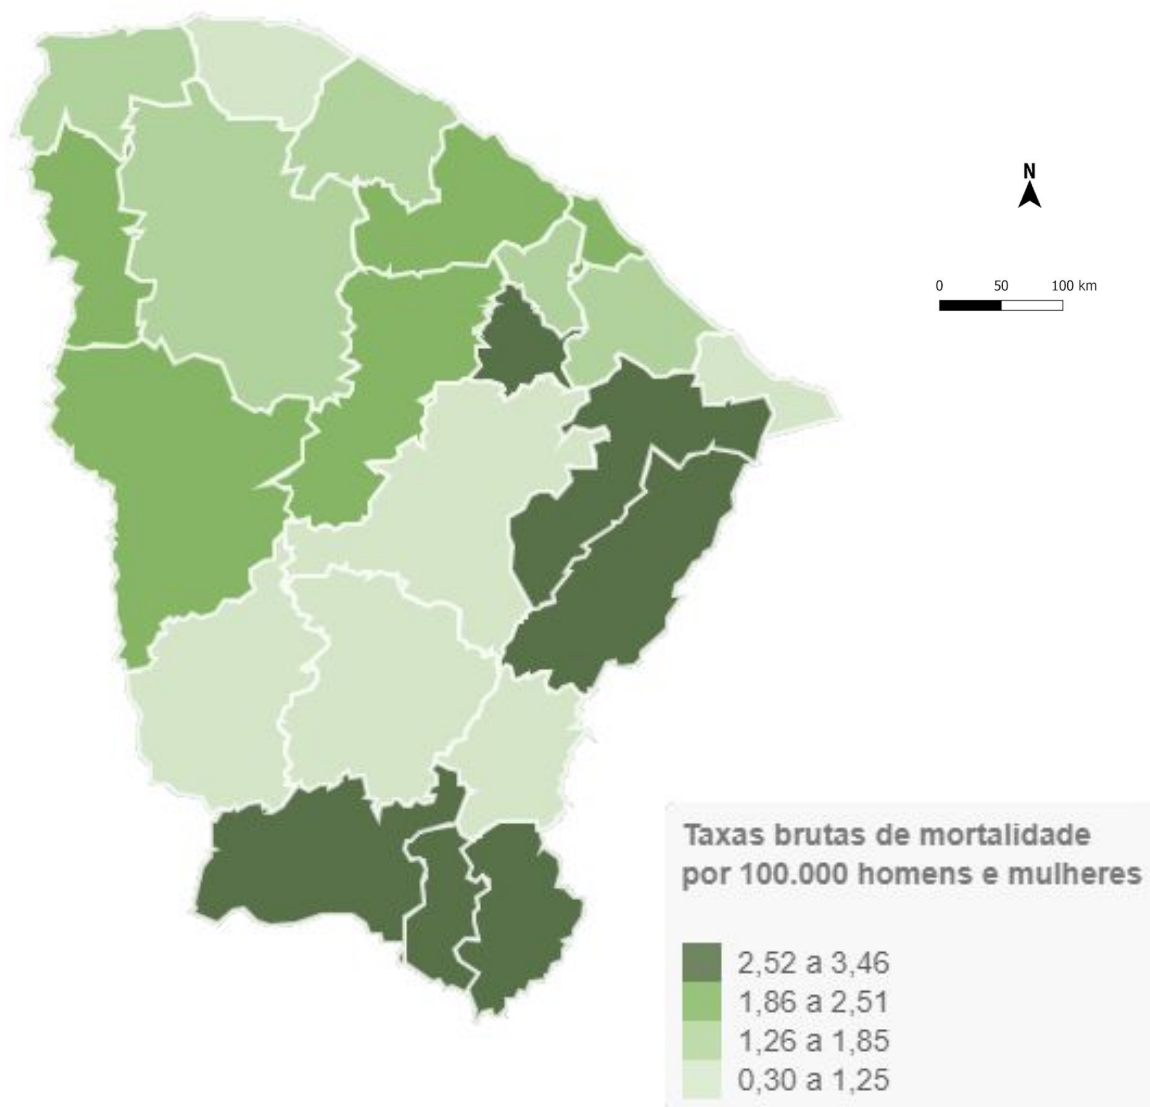 N
0 50 100 km
Taxas brutas de mortalidade
por 100.000 homens e mulheres
2,52 a 3,46
1,86 a 2,51
1,26 a 1,85
0,30 a 1,25